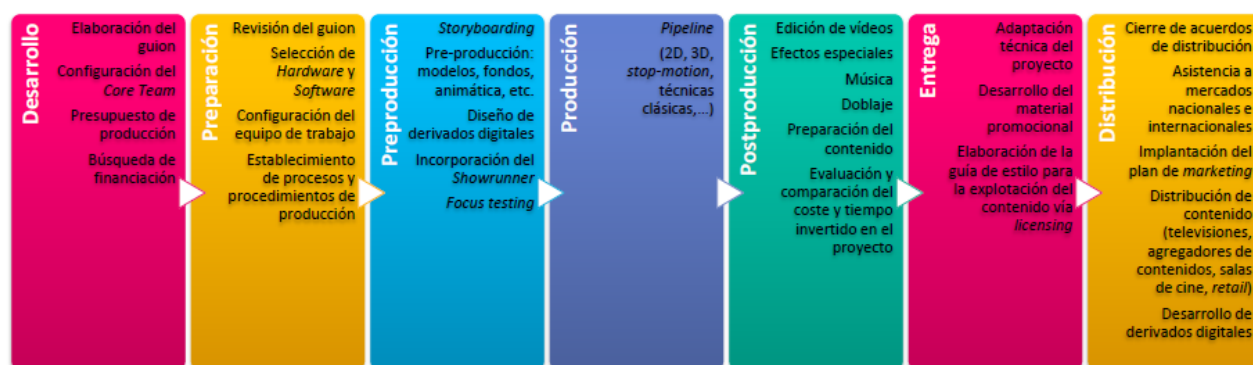 Desarrollo
Elaboración del
guion
Configuración del
Core Team
Presupuesto de
producción
Búsqueda de
financiación
Preparación
Revisión del guion
Selección de
Hardware y
Software
Configuración del
equipo de trabajo
Establecimiento
de procesos y
procedimientos de
producción
Preproducción
Storyboarding
Pre-producción:
modelos, fondos,
animática, etc.
Diseño de
derivados digitales
Incorporación del
Showrunner
Focus testing
Producción
Pipeline
(2D, 3D,
stop-motion,
técnicas
clásicas,...)
Postproducción
Edición de vídeos
Efectos especiales
Música
Doblaje
Preparación del
contenido
Evaluación y
comparación del
coste y tiempo
invertido en el
proyecto
Entrega
Adaptación
técnica del
proyecto
Desarrollo del
material
promocional
Elaboración de la
guía de estilo para
la explotación del
contenido vía
licensing
Distribución
Cierre de acuerdos
de distribución
Asistencia a
mercados
nacionales e
internacionales
Implantación del
plan de marketing
Distribución de
contenido
(televisiones,
agregadores de
contenidos, salas
de cine, retail)
Desarrollo de
derivados digitales